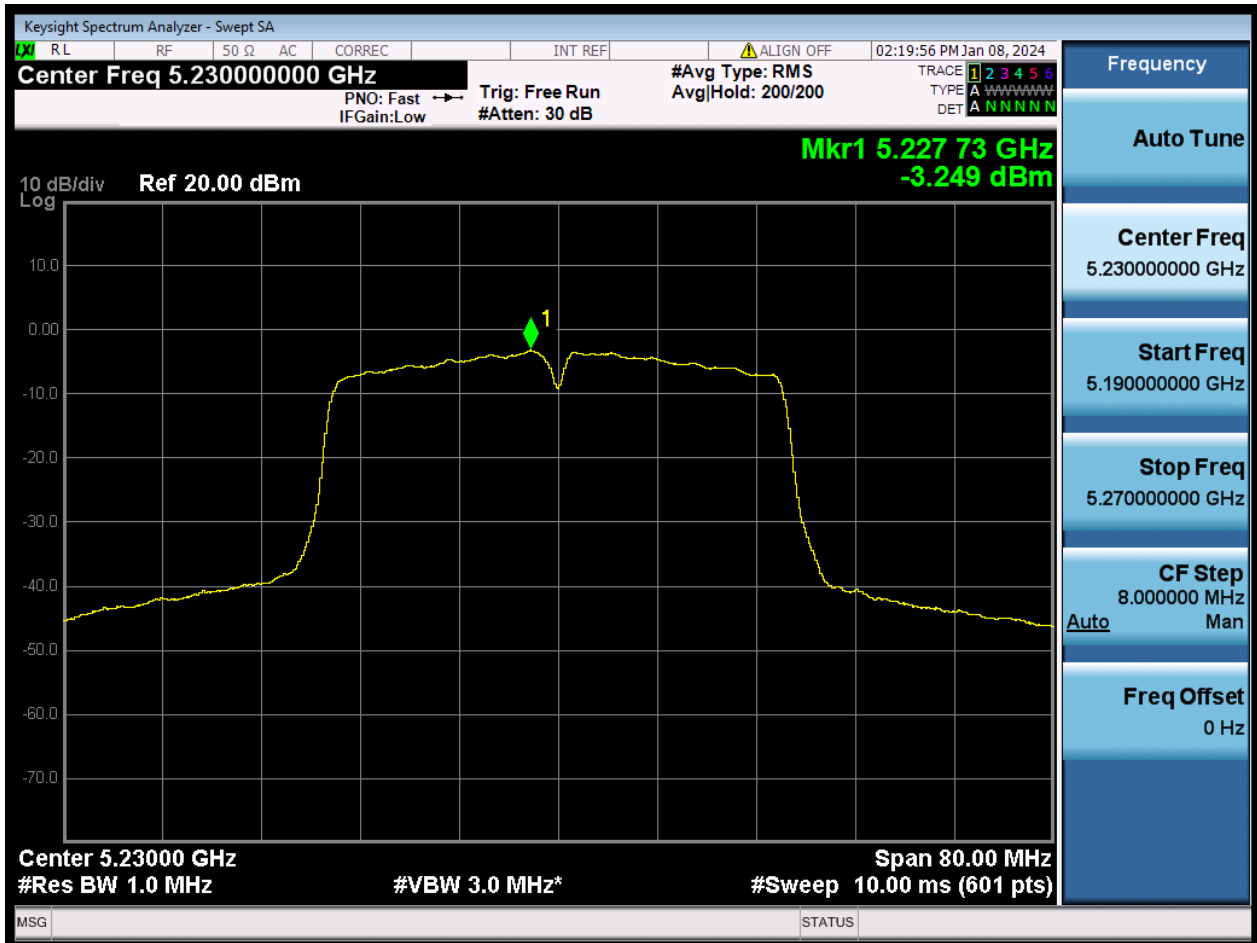 Keysight Spectrum Analyzer - Swept SA
LXI RL RF 50 Ω AC CORREC INT REF ALIGN OFF 02:19:56 PM Jan 08, 2024
Center Freq 5.230000000 GHz
PNO: Fast
IFGain:Low
Trig: Free Run
#Atten: 30 dB
#Avg Type: RMS
Avg|Hold: 200/200
TRACE 1 2 3 4 5 6
TYPE A WWWWW
DET A N N N N N
Mkr1 5.227 73 GHz
-3.249 dBm
10 dB/div Ref 20.00 dBm
Log
1
10.0
0.00
-10.0
-20.0
-30.0
-40.0
-50.0
-60.0
-70.0
Center 5.23000 GHz Span 80.00 MHz
#Res BW 1.0 MHz #VBW 3.0 MHz* #Sweep 10.00 ms (601 pts)
MSG STATUS
Frequency
Auto Tune
Center Freq
5.230000000 GHz
Start Freq
5.190000000 GHz
Stop Freq
5.270000000 GHz
CF Step
8.000000 MHz
Auto Man
Freq Offset
0 Hz